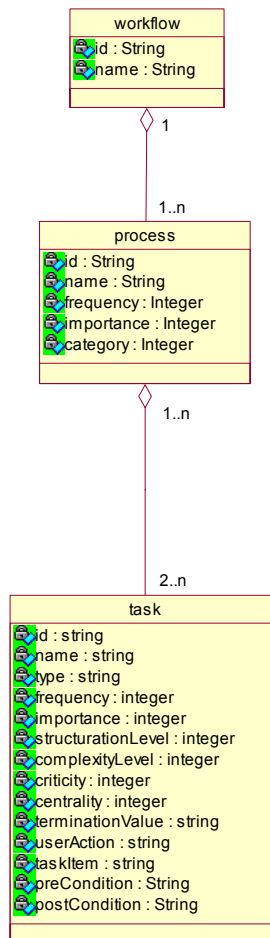 workflow
id : String
name : String
1
1..n
process
id : String
name : String
frequency : Integer
importance : Integer
category : Integer
1..n
2..n
task
id : string
name : string
type : string
frequency : integer
importance : integer
structurationLevel : integer
complexityLevel : integer
criticity : integer
centrality : integer
terminationValue : string
userAction : string
taskItem : string
preCondition : String
postCondition : String